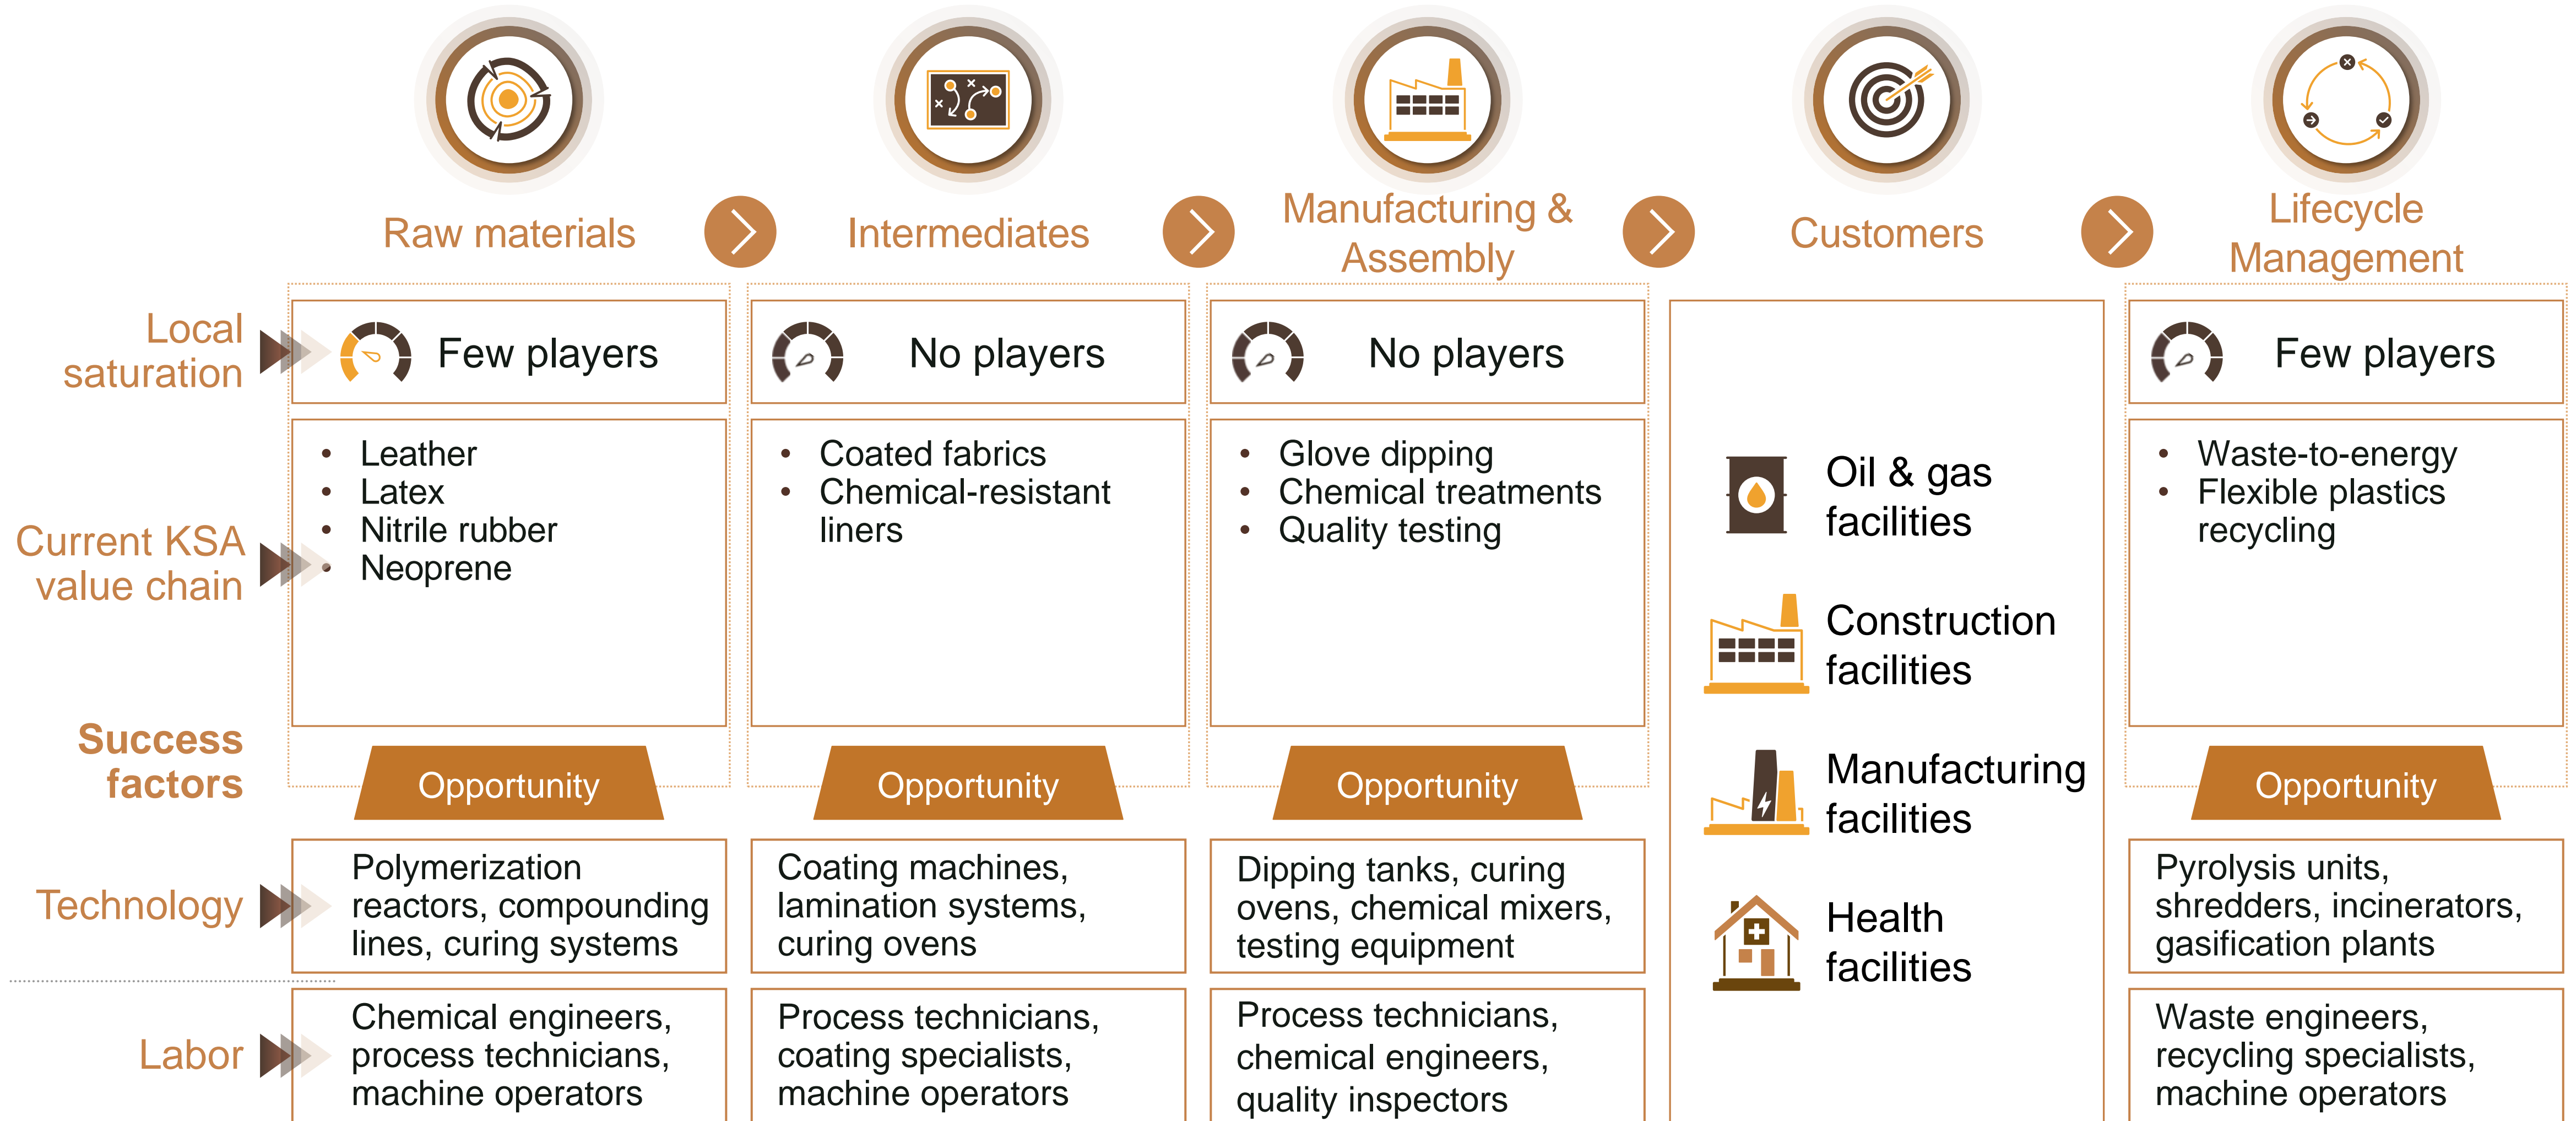 Raw materials
Intermediates
Manufacturing &
Assembly
Customers
Lifecycle
Management
Local
saturation
Few players
No players
No players
Few players
Current KSA
value chain
• Leather
• Latex
• Nitrile rubber
• Neoprene
• Coated fabrics
• Chemical-resistant
liners
• Glove dipping
• Chemical treatments
• Quality testing
Oil & gas
facilities
Construction
facilities
Manufacturing
facilities
Health
facilities
• Waste-to-energy
• Flexible plastics
recycling
Success
factors
Opportunity
Opportunity
Opportunity
Opportunity
Technology
Polymerization
reactors, compounding
lines, curing systems
Coating machines,
lamination systems,
curing ovens
Dipping tanks, curing
ovens, chemical mixers,
testing equipment
Pyrolysis units,
shredders, incinerators,
gasification plants
Labor
Chemical engineers,
process technicians,
machine operators
Process technicians,
coating specialists,
machine operators
Process technicians,
chemical engineers,
quality inspectors
Waste engineers,
recycling specialists,
machine operators